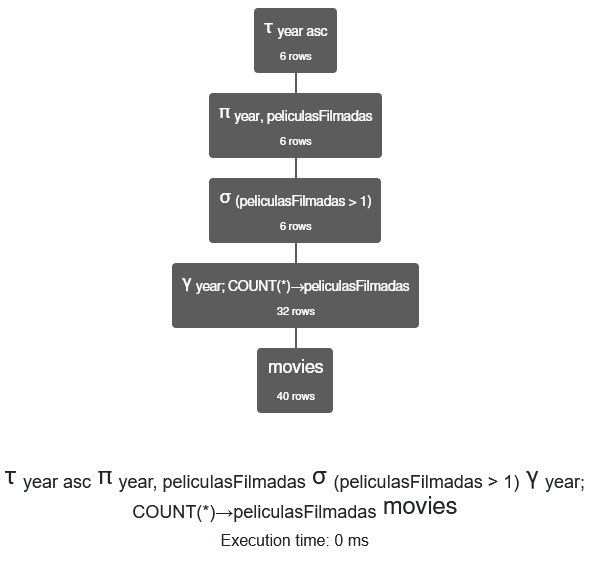 τ year asc
6 rows
π year, peliculasFilmadas
6 rows
σ (peliculasFilmadas > 1)
6 rows
γ year; COUNT(*)→peliculasFilmadas
32 rows
movies
40 rows
τ year asc π year, peliculasFilmadas σ (peliculasFilmadas > 1) γ year;
COUNT(*)→peliculasFilmadas movies
Execution time: 0 ms